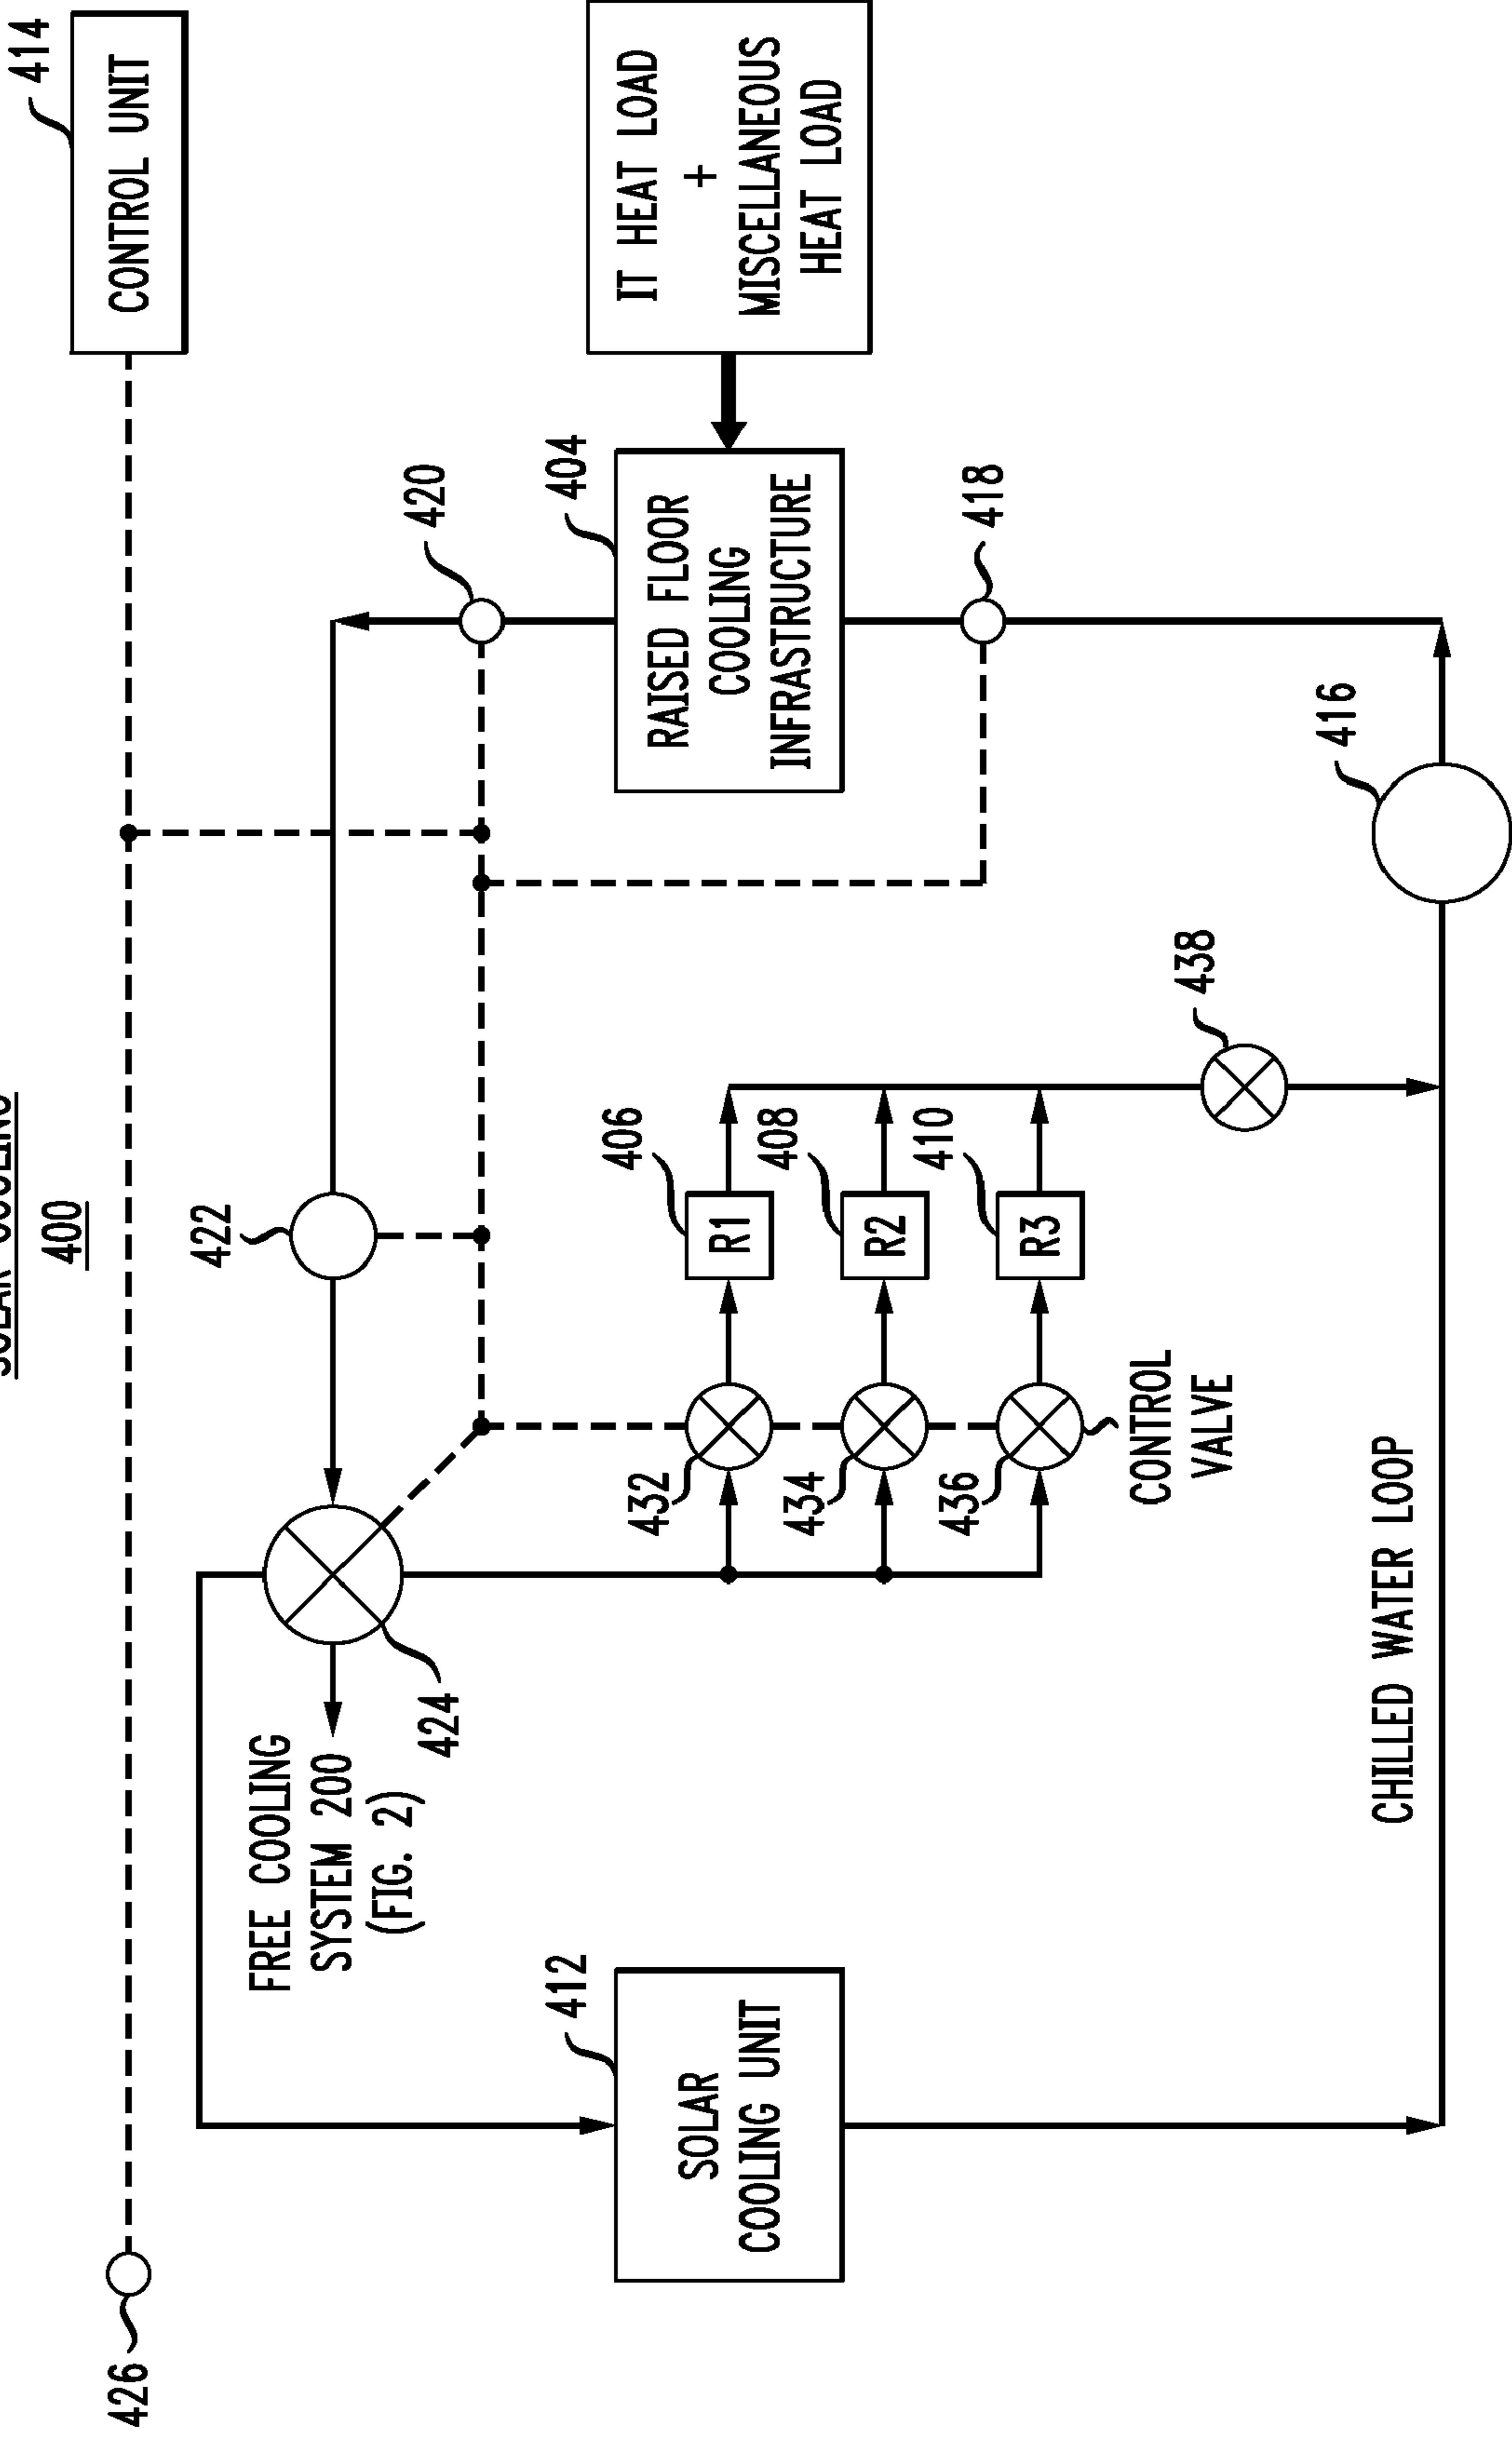 SOLAR COOLING
400
426
414
CONTROL UNIT
422
420
FREE COOLING
SYSTEM 200
(FIG. 2)
424
412
SOLAR
COOLING UNIT
432
406
R1
434
408
R2
436
410
R3
CONTROL
VALVE
438
404
RAISED FLOOR
COOLING
INFRASTRUCTURE
IT HEAT LOAD
+
MISCELLANEOUS
HEAT LOAD
418
416
CHILLED WATER LOOP